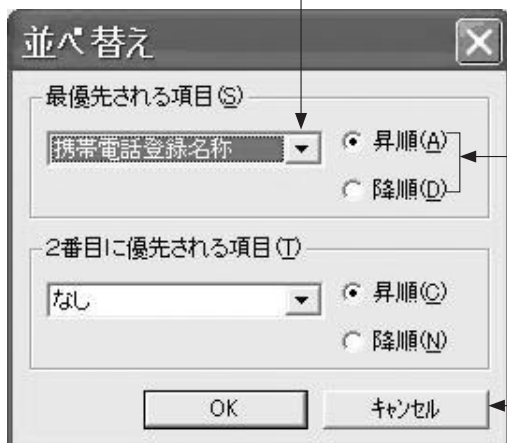 並べ替え
最優先される項目(S)
携帯電話登録名称
昇順(A)
降順(D)
2番目に優先される項目(T)
なし
昇順(C)
降順(N)
OK
キャンセル